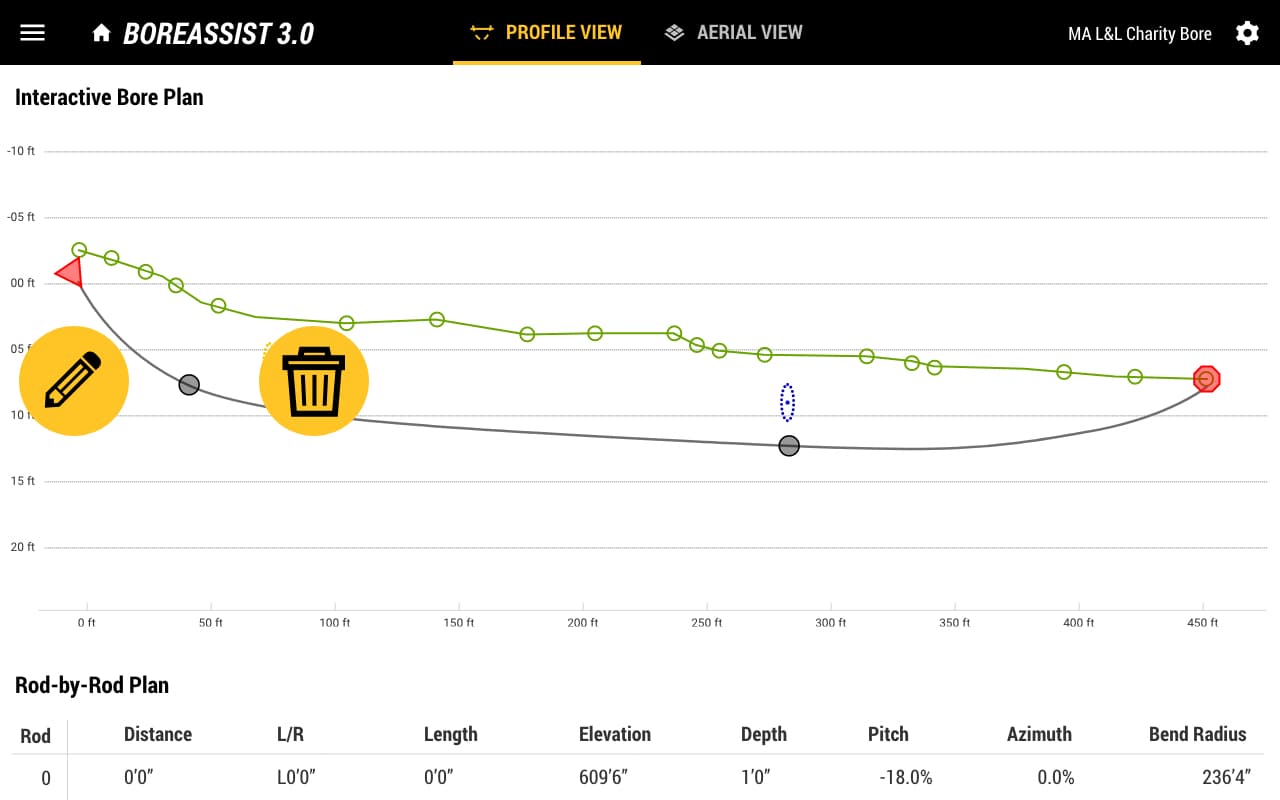 BOREASSIST 3.0
PROFILE VIEW
AERIAL VIEW
MA L&L Charity Bore
Interactive Bore Plan
-10 ft
-05 ft
00 ft
05
10
15 ft
20 ft
0 ft 50 ft 100 ft 150 ft 200 ft 250 ft 300 ft 350 ft 400 ft 450 ft
Rod-by-Rod Plan
Rod Distance L/R Length Elevation Depth Pitch Azimuth Bend Radius
0 0'0" L0'0" 0'0" 609'6" 1'0" -18.0% 0.0% 236'4"